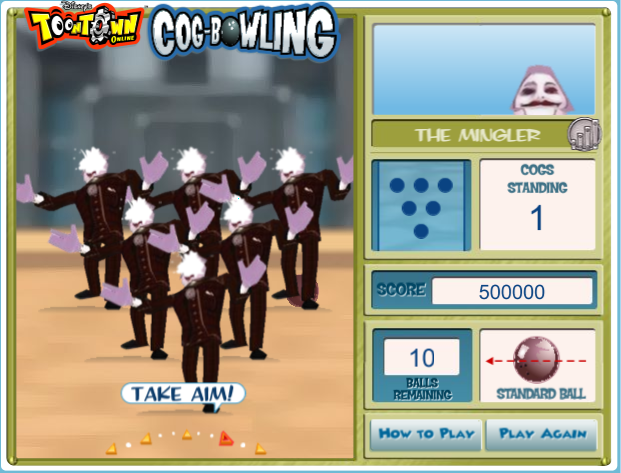 Disney's
TOONTOWN
ONLINE
COG-BOWLING
THE MINGLER
COGS
STANDING
1
SCORE
500000
10
BALLS
REMAINING
STANDARD BALL
TAKE AIM!
HOW TO PLAY
PLAY AGAIN